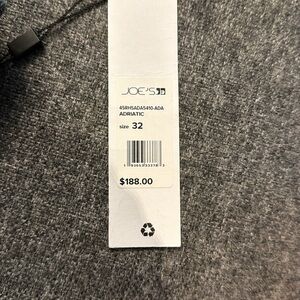 JOE'S
45RHSADA5410-ADA
ADRIATIC
size 32
$188.00